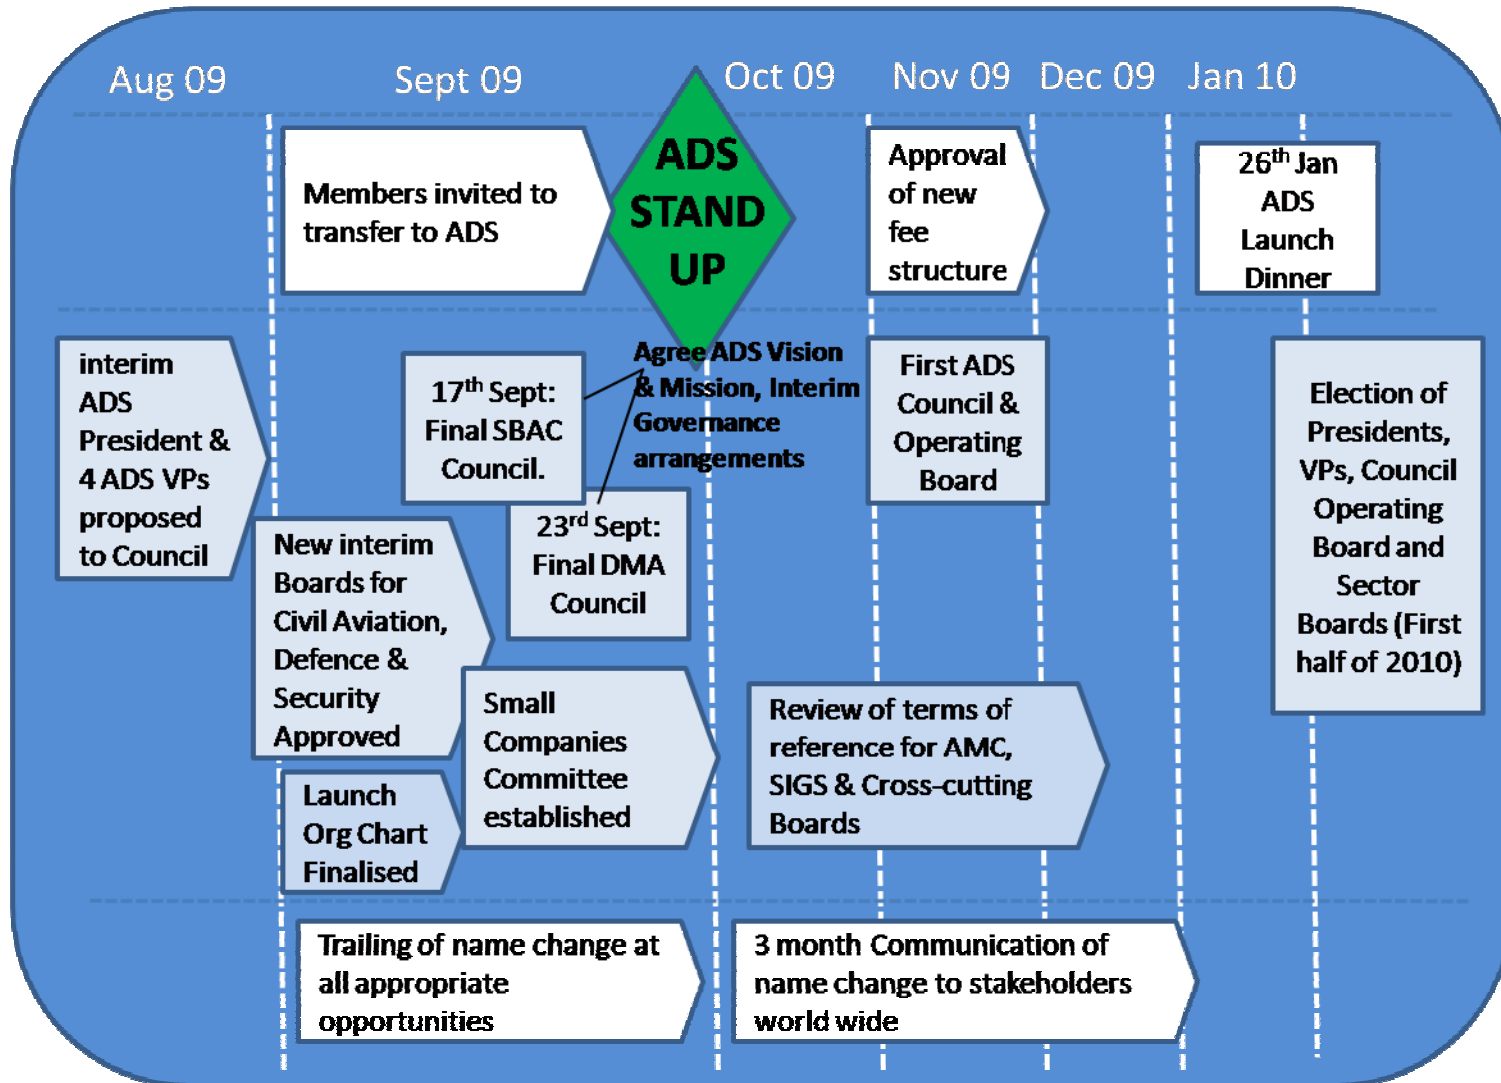 Aug 09
Sept 09
Oct 09
Nov 09
Dec 09
Jan 10
Members invited to
transfer to ADS
ADS
STAND
UP
Approval
of new
fee
structure
26th Jan
ADS
Launch
Dinner
interim
ADS
President &
4 ADS VPs
proposed
to Council
17th Sept:
Final SBAC
Council.
Agree ADS Vision
& Mission, Interim
Governance
arrangements
23rd Sept:
Final DMA
Council
First ADS
Council &
Operating
Board
Election of
Presidents,
VPs, Council
Operating
Board and
Sector
Boards (First
half of 2010)
New interim
Boards for
Civil Aviation,
Defence &
Security
Approved
Small
Companies
Committee
established
Review of terms of
reference for AMC,
SIGS & Cross-cutting
Boards
Launch
Org Chart
Finalised
Trailing of name change at
all appropriate
opportunities
3 month Communication of
name change to stakeholders
world wide